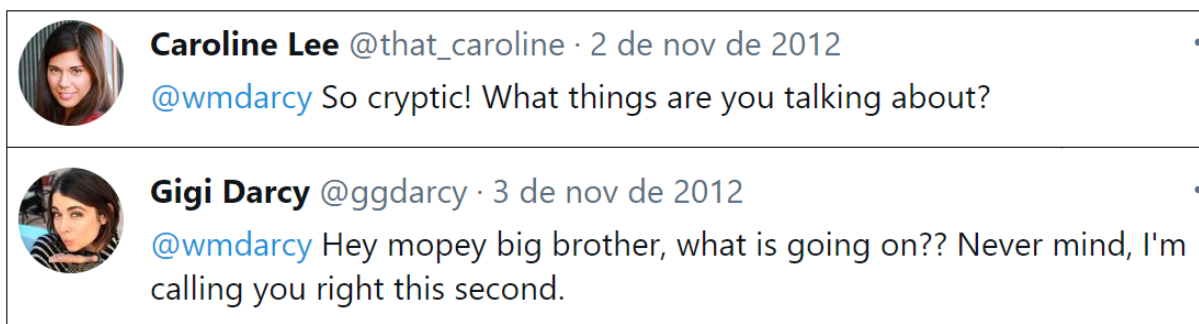 Caroline Lee @that_caroline · 2 de nov de 2012
@wmdarcy So cryptic! What things are you talking about?
Gigi Darcy @ggdarcy · 3 de nov de 2012
@wmdarcy Hey mopey big brother, what is going on?? Never mind, I'm
calling you right this second.